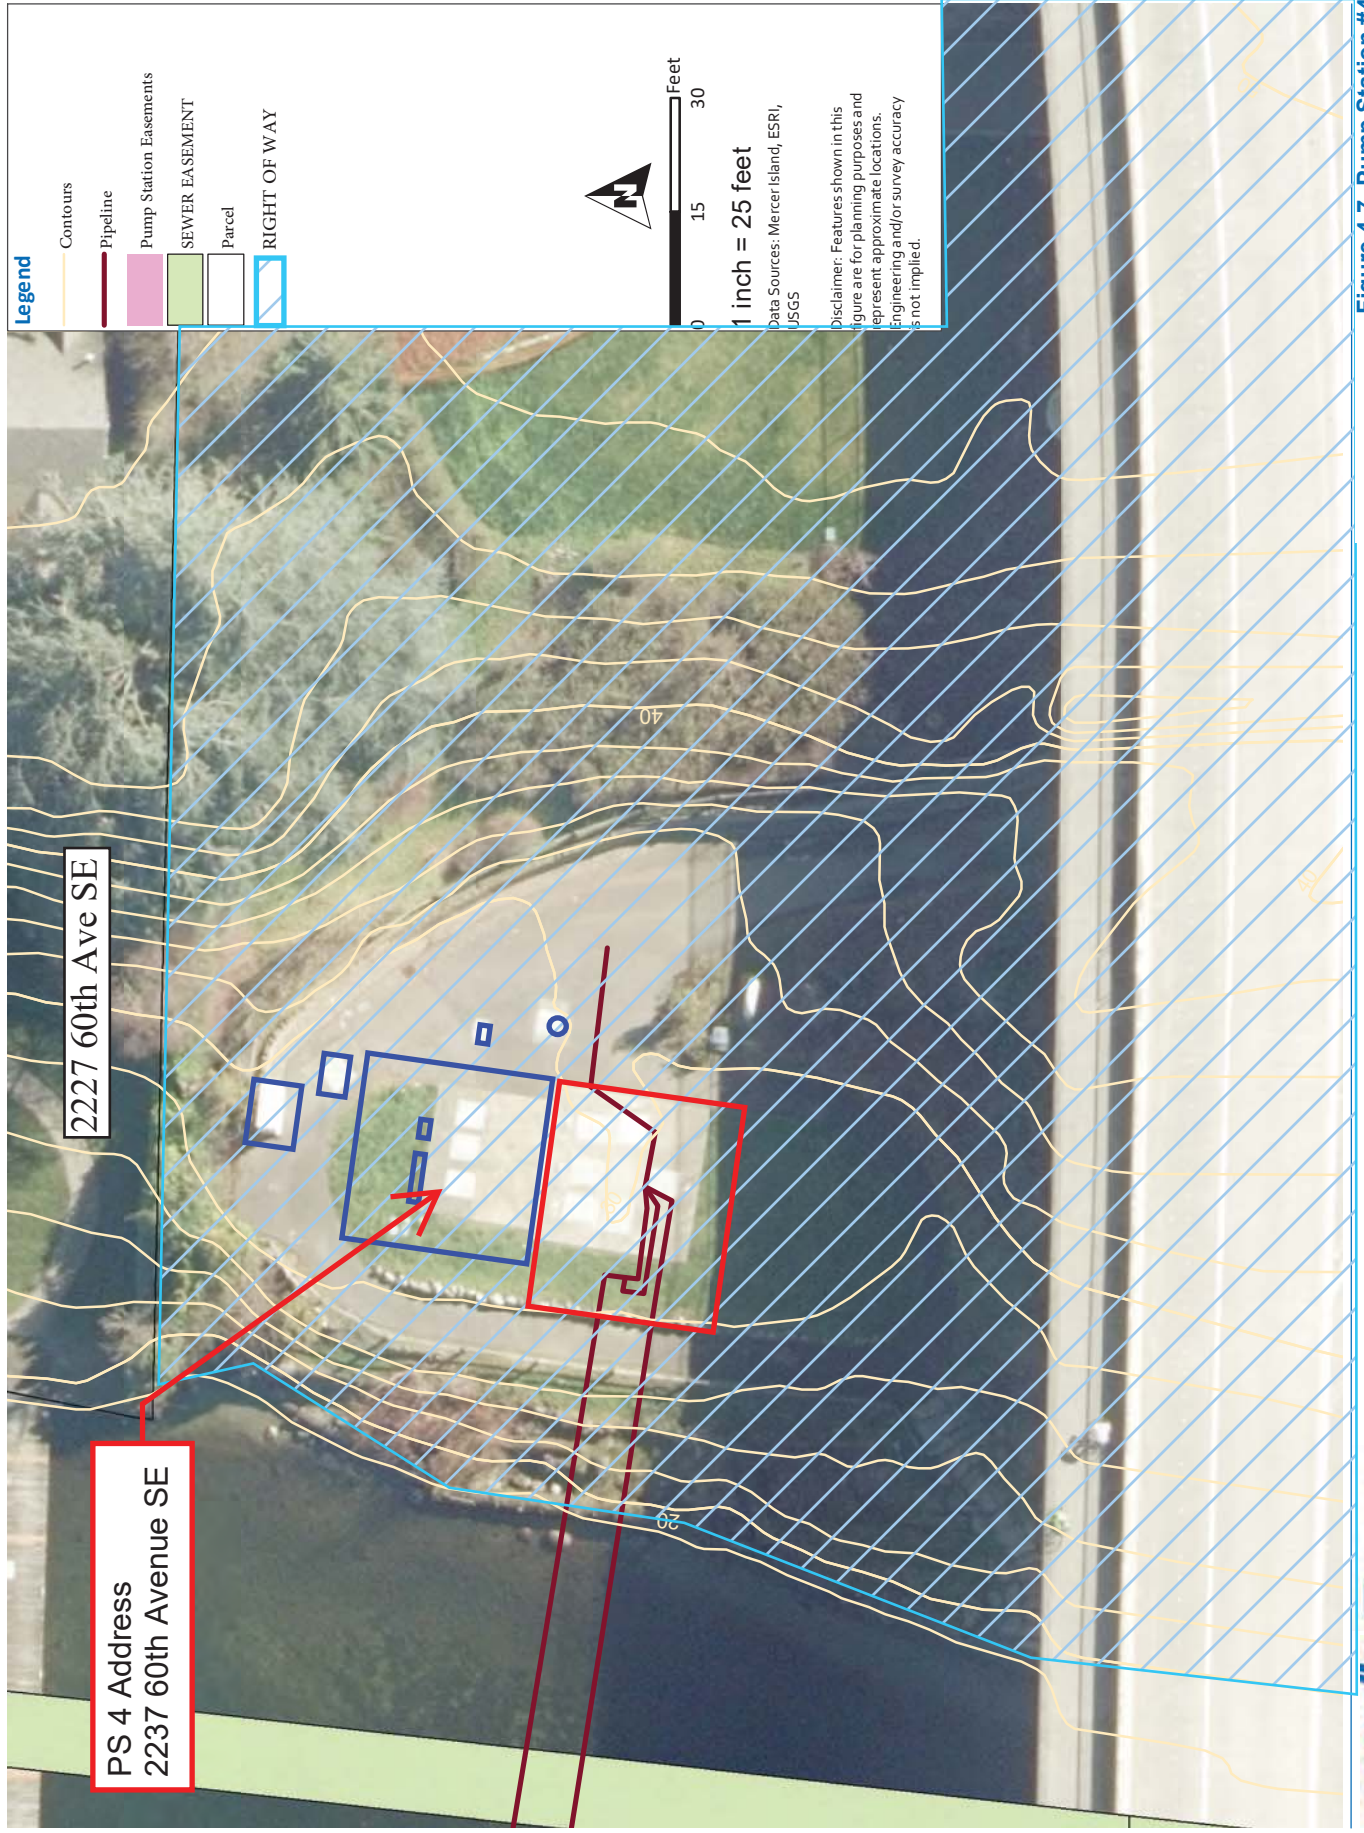 Legend
Contours
Pipeline
Pump Station Easements
SEWER EASEMENT
Parcel
RIGHT OF WAY
N
0 15 30 Feet
1 inch = 25 feet
Data Sources: Mercer Island, ESRI,
USGS
Disclaimer: Features shown in this
figure are for planning purposes and
represent approximate locations.
Engineering and/or survey accuracy
is not implied.
2227 60th Ave SE
PS 4 Address
2237 60th Avenue SE
40
20
30
40